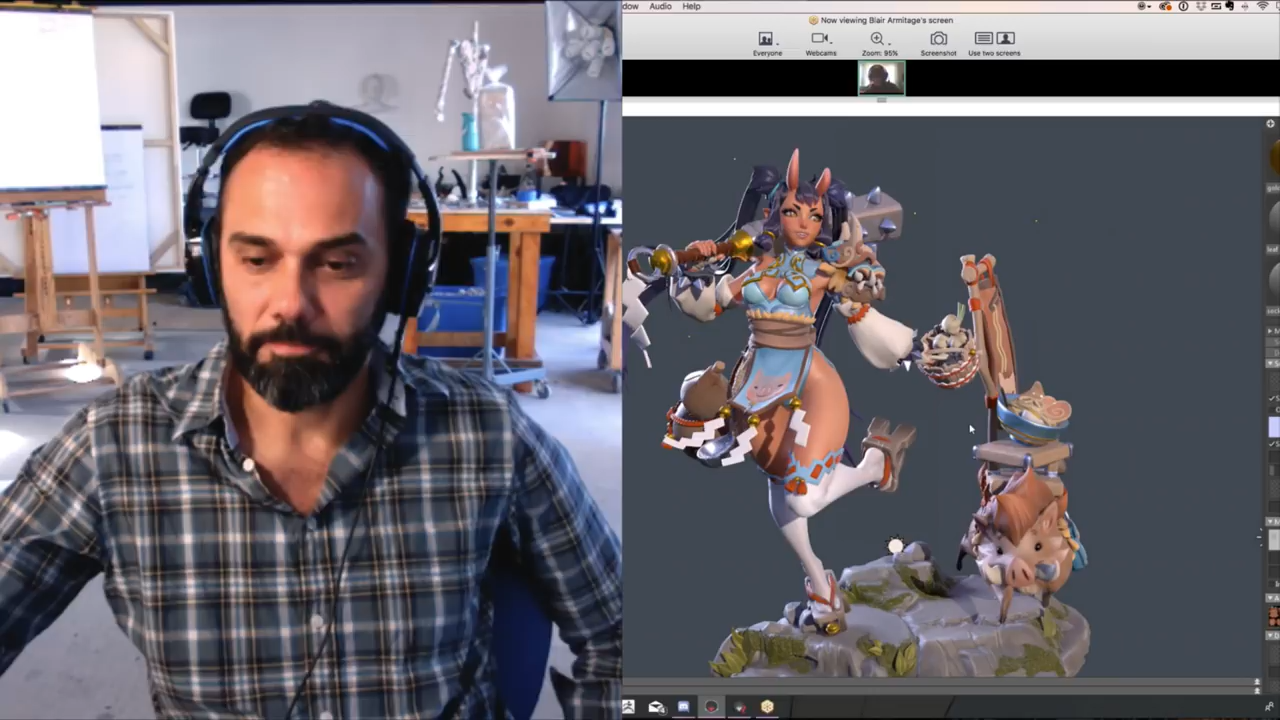 dow Audio Help
Now viewing Blair Armitage's screen
Everyone
Webcams
Zoom: 95%
Screenshot
Use two screens